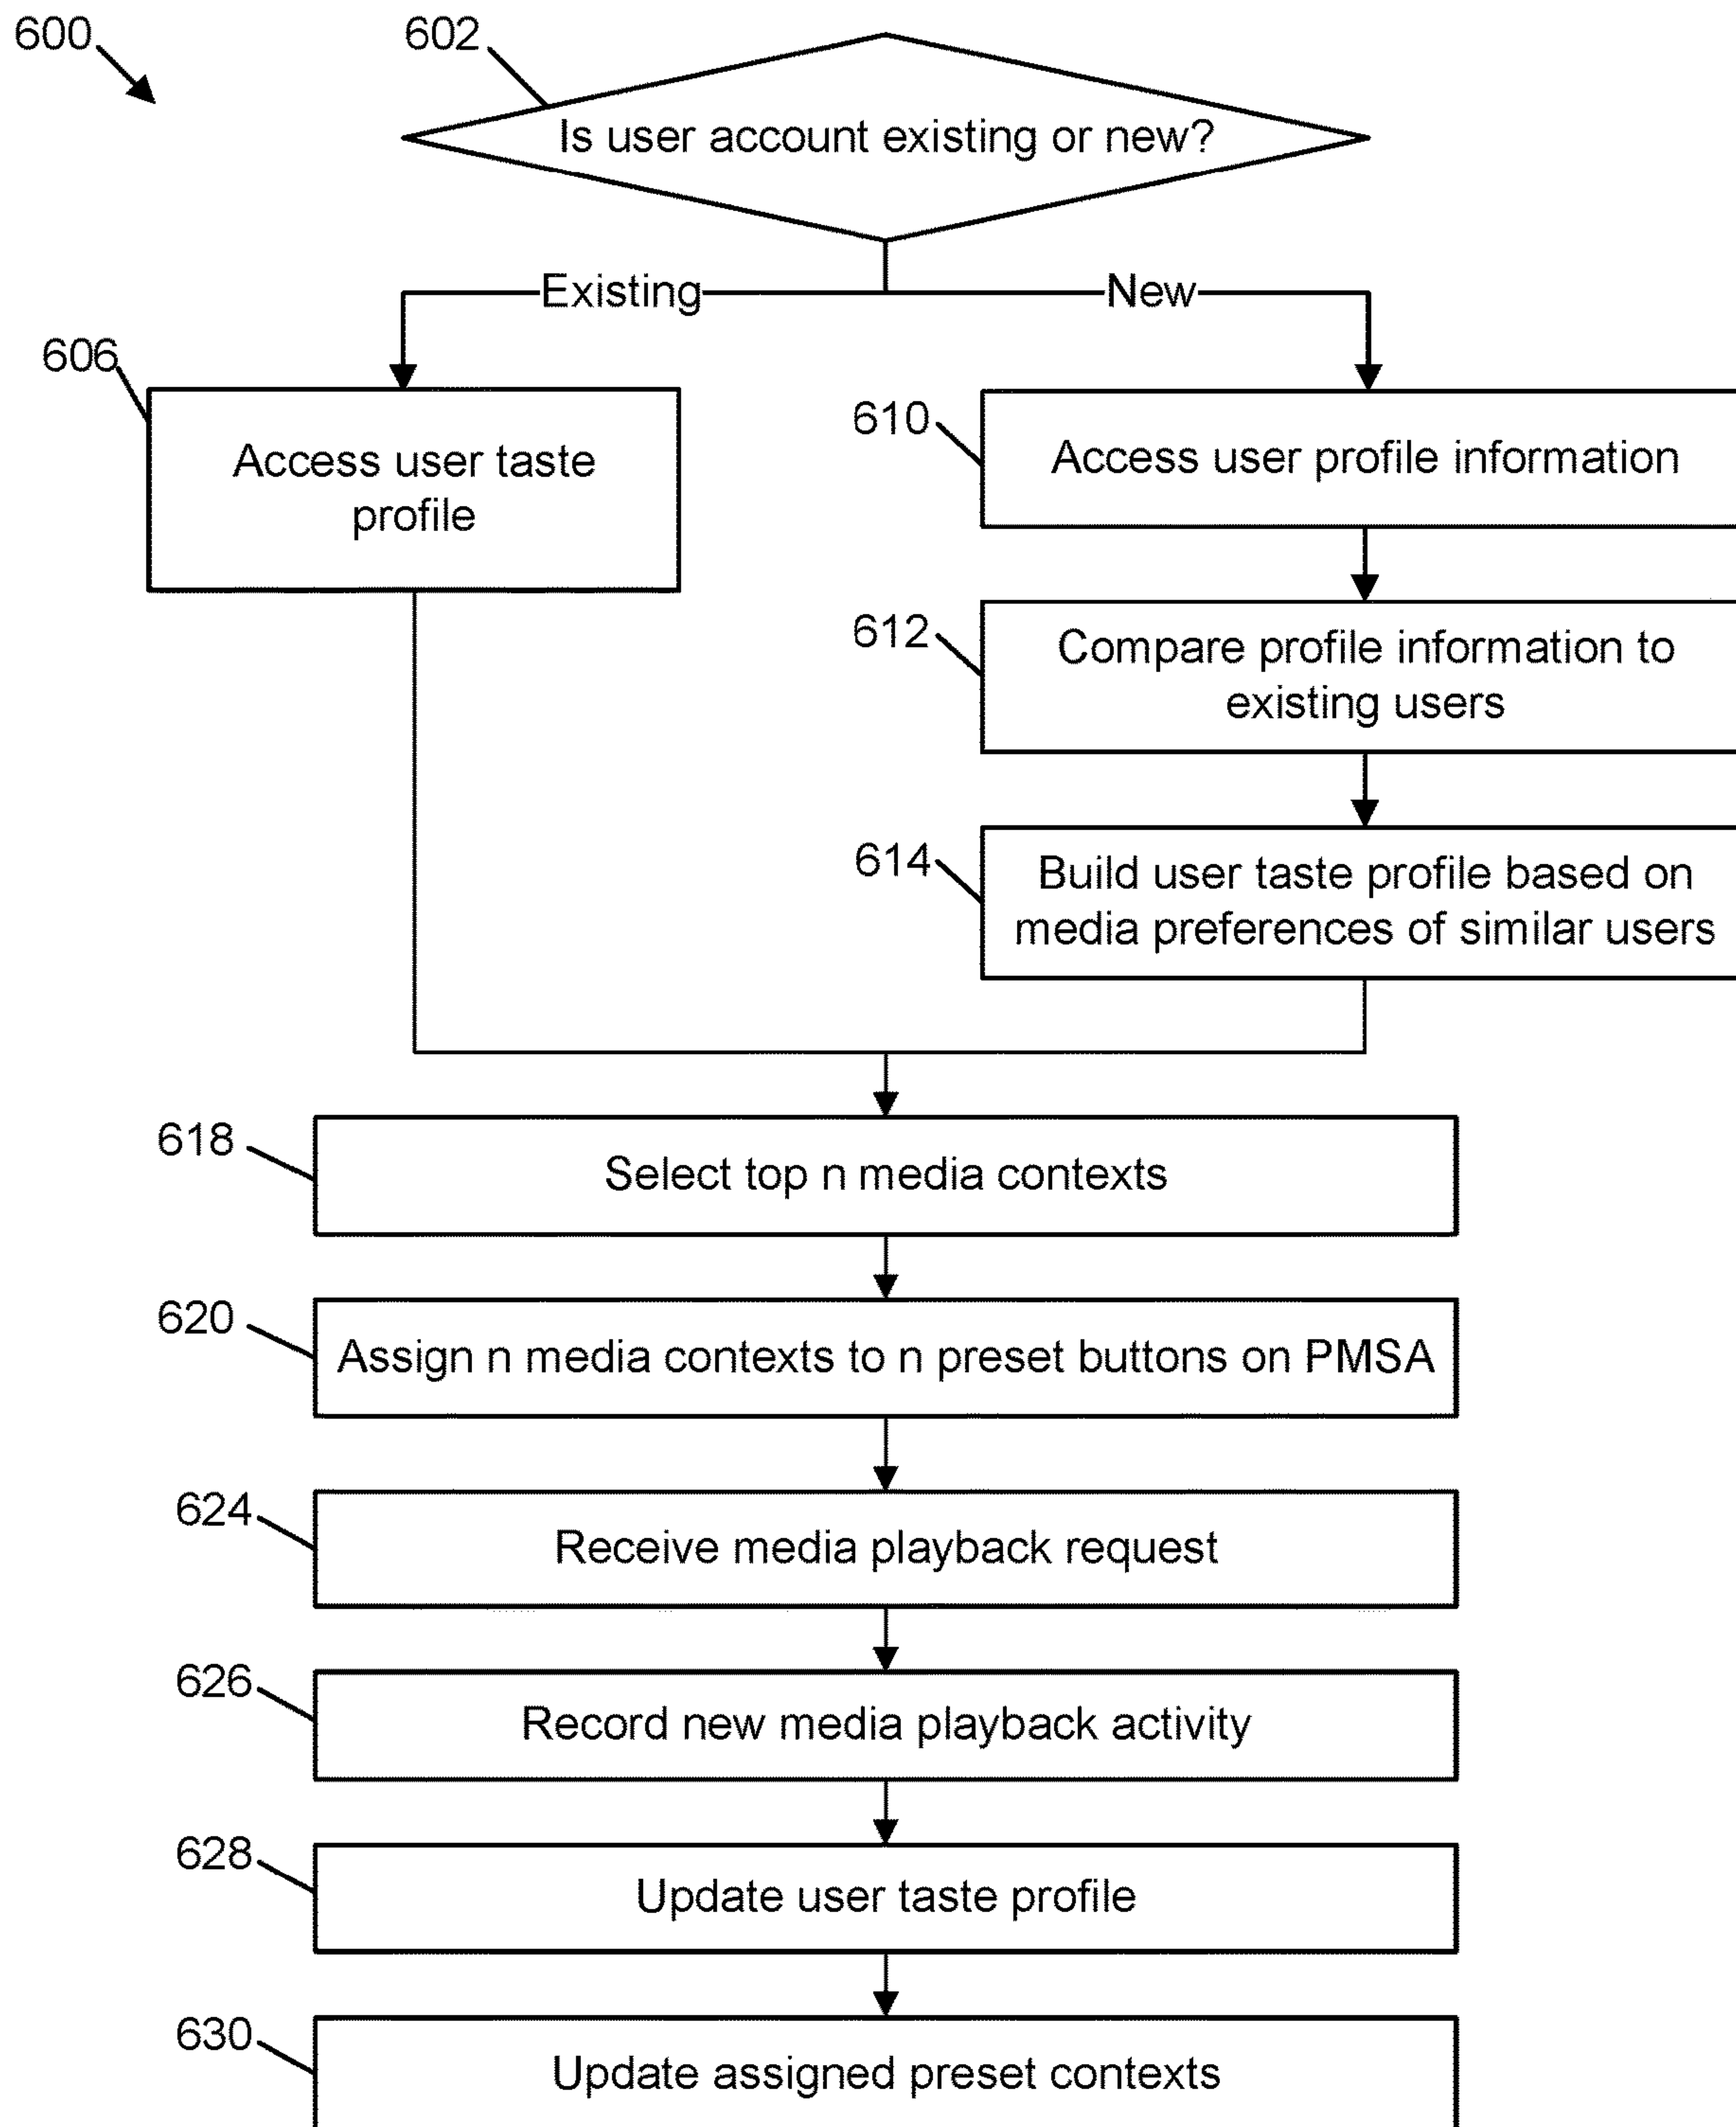 600
602
Is user account existing or new?
Existing
New
606
Access user taste
profile
610
Access user profile information
612
Compare profile information to
existing users
614
Build user taste profile based on
media preferences of similar users
618
Select top n media contexts
620
Assign n media contexts to n preset buttons on PMSA
624
Receive media playback request
626
Record new media playback activity
628
Update user taste profile
630
Update assigned preset contexts